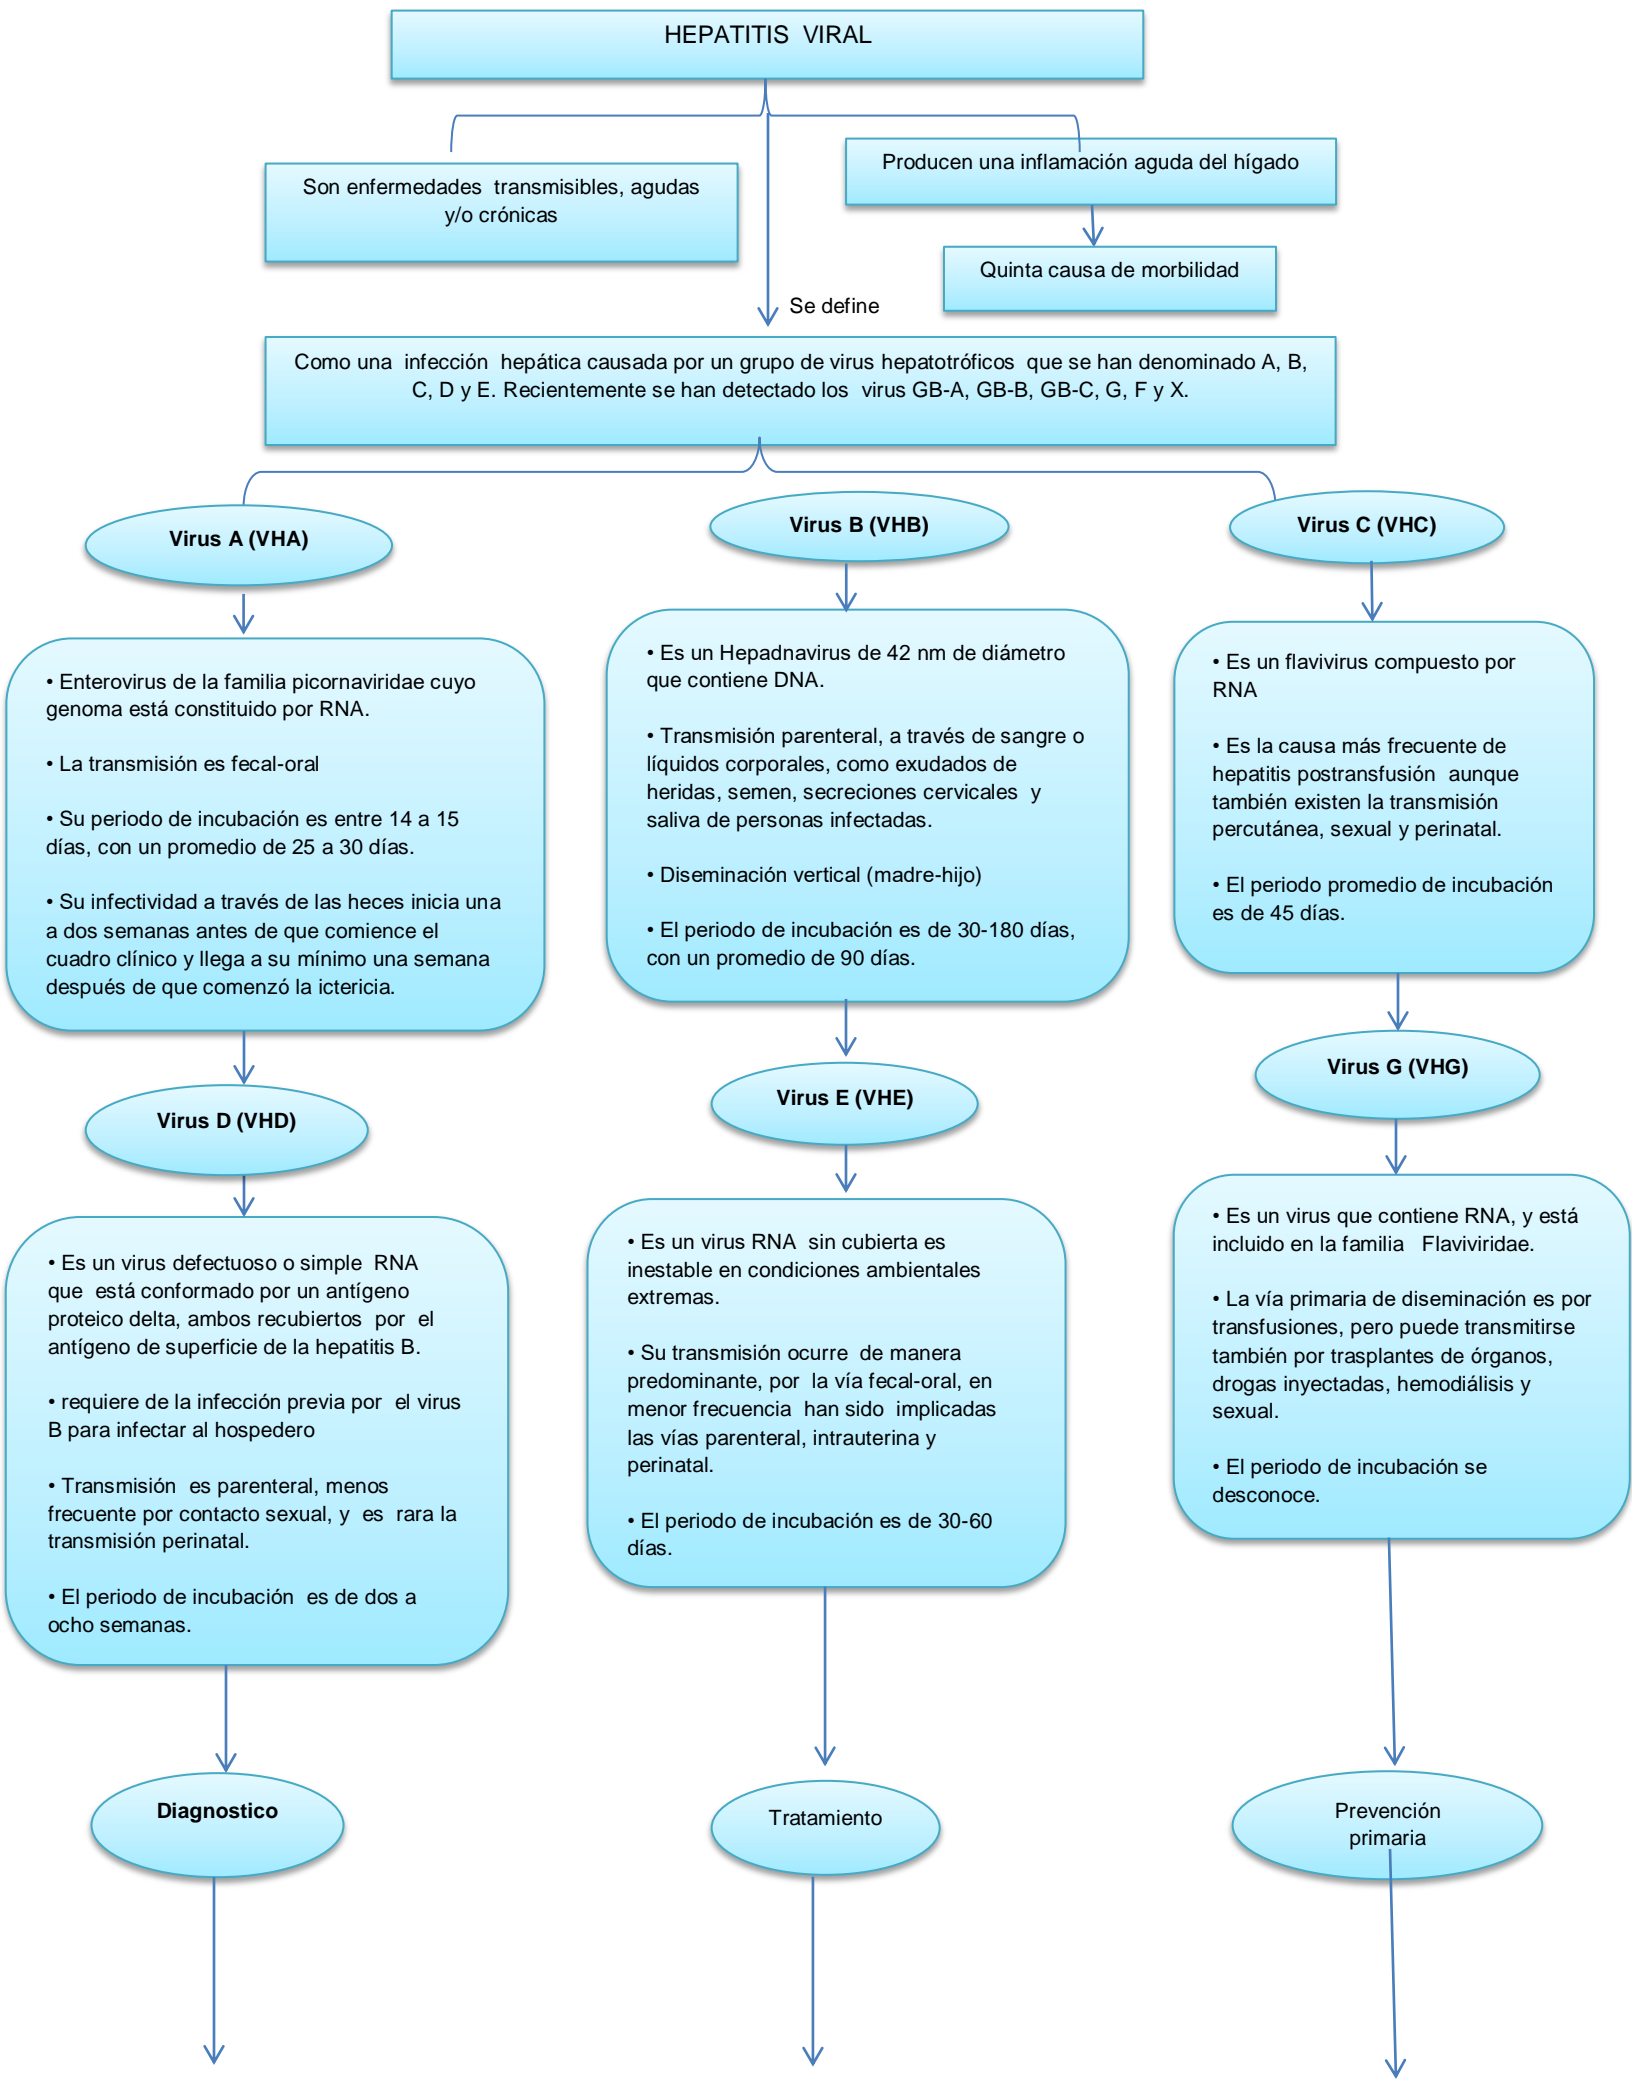 HEPATITIS VIRAL
Son enfermedades transmisibles, agudas
y/o crónicas
Producen una inflamación aguda del hígado
Quinta causa de morbilidad
Se define
Como una infección hepática causada por un grupo de virus hepatotróficos que se han denominado A, B,
C, D y E. Recientemente se han detectado los virus GB-A, GB-B, GB-C, G, F y X.
Virus A (VHA)
Virus B (VHB)
Virus C (VHC)
• Enterovirus de la familia picornaviridae cuyo
genoma está constituido por RNA.
• La transmisión es fecal-oral
• Su periodo de incubación es entre 14 a 15
días, con un promedio de 25 a 30 días.
• Su infectividad a través de las heces inicia una
a dos semanas antes de que comience el
cuadro clínico y llega a su mínimo una semana
después de que comenzó la ictericia.
• Es un Hepadnavirus de 42 nm de diámetro
que contiene DNA.
• Transmisión parenteral, a través de sangre o
líquidos corporales, como exudados de
heridas, semen, secreciones cervicales y
saliva de personas infectadas.
• Diseminación vertical (madre-hijo)
• El periodo de incubación es de 30-180 días,
con un promedio de 90 días.
• Es un flavivirus compuesto por
RNA
• Es la causa más frecuente de
hepatitis postransfusión aunque
también existen la transmisión
percutánea, sexual y perinatal.
• El periodo promedio de incubación
es de 45 días.
Virus D (VHD)
Virus E (VHE)
Virus G (VHG)
• Es un virus defectuoso o simple RNA
que está conformado por un antígeno
proteico delta, ambos recubiertos por el
antígeno de superficie de la hepatitis B.
• requiere de la infección previa por el virus
B para infectar al hospedero
• Transmisión es parenteral, menos
frecuente por contacto sexual, y es rara la
transmisión perinatal.
• El periodo de incubación es de dos a
ocho semanas.
• Es un virus RNA sin cubierta es
inestable en condiciones ambientales
extremas.
• Su transmisión ocurre de manera
predominante, por la vía fecal-oral, en
menor frecuencia han sido implicadas
las vías parenteral, intrauterina y
perinatal.
• El periodo de incubación es de 30-60
días.
• Es un virus que contiene RNA, y está
incluido en la familia Flaviviridae.
• La vía primaria de diseminación es por
transfusiones, pero puede transmitirse
también por trasplantes de órganos,
drogas inyectadas, hemodiálisis y
sexual.
• El periodo de incubación se
desconoce.
Diagnostico
Tratamiento
Prevención
primaria